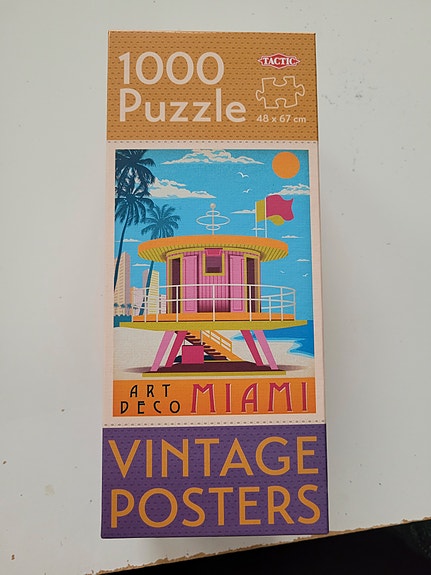 1000
Puzzle
TACTIC
48 x 67 cm
ART
DECO
MIAMI
VINTAGE
POSTERS